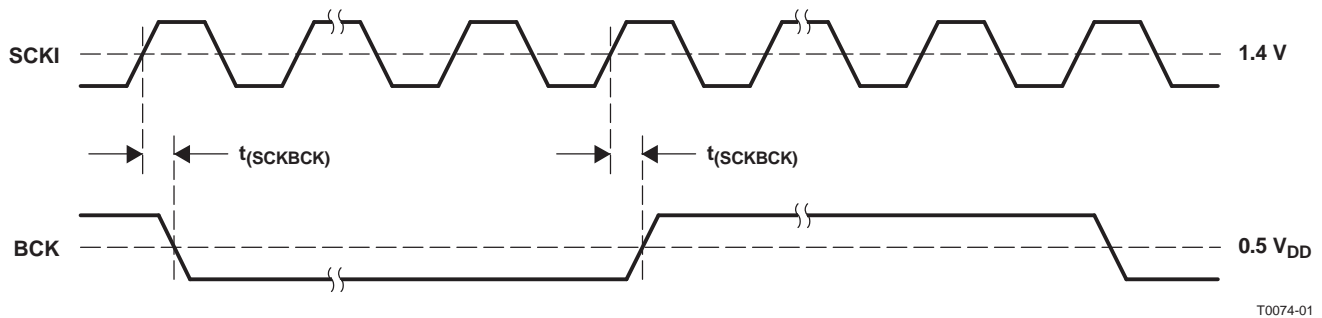 SCKI
1.4 V
t(SCKBCK)
t(SCKBCK)
BCK
0.5 VDD
T0074-01